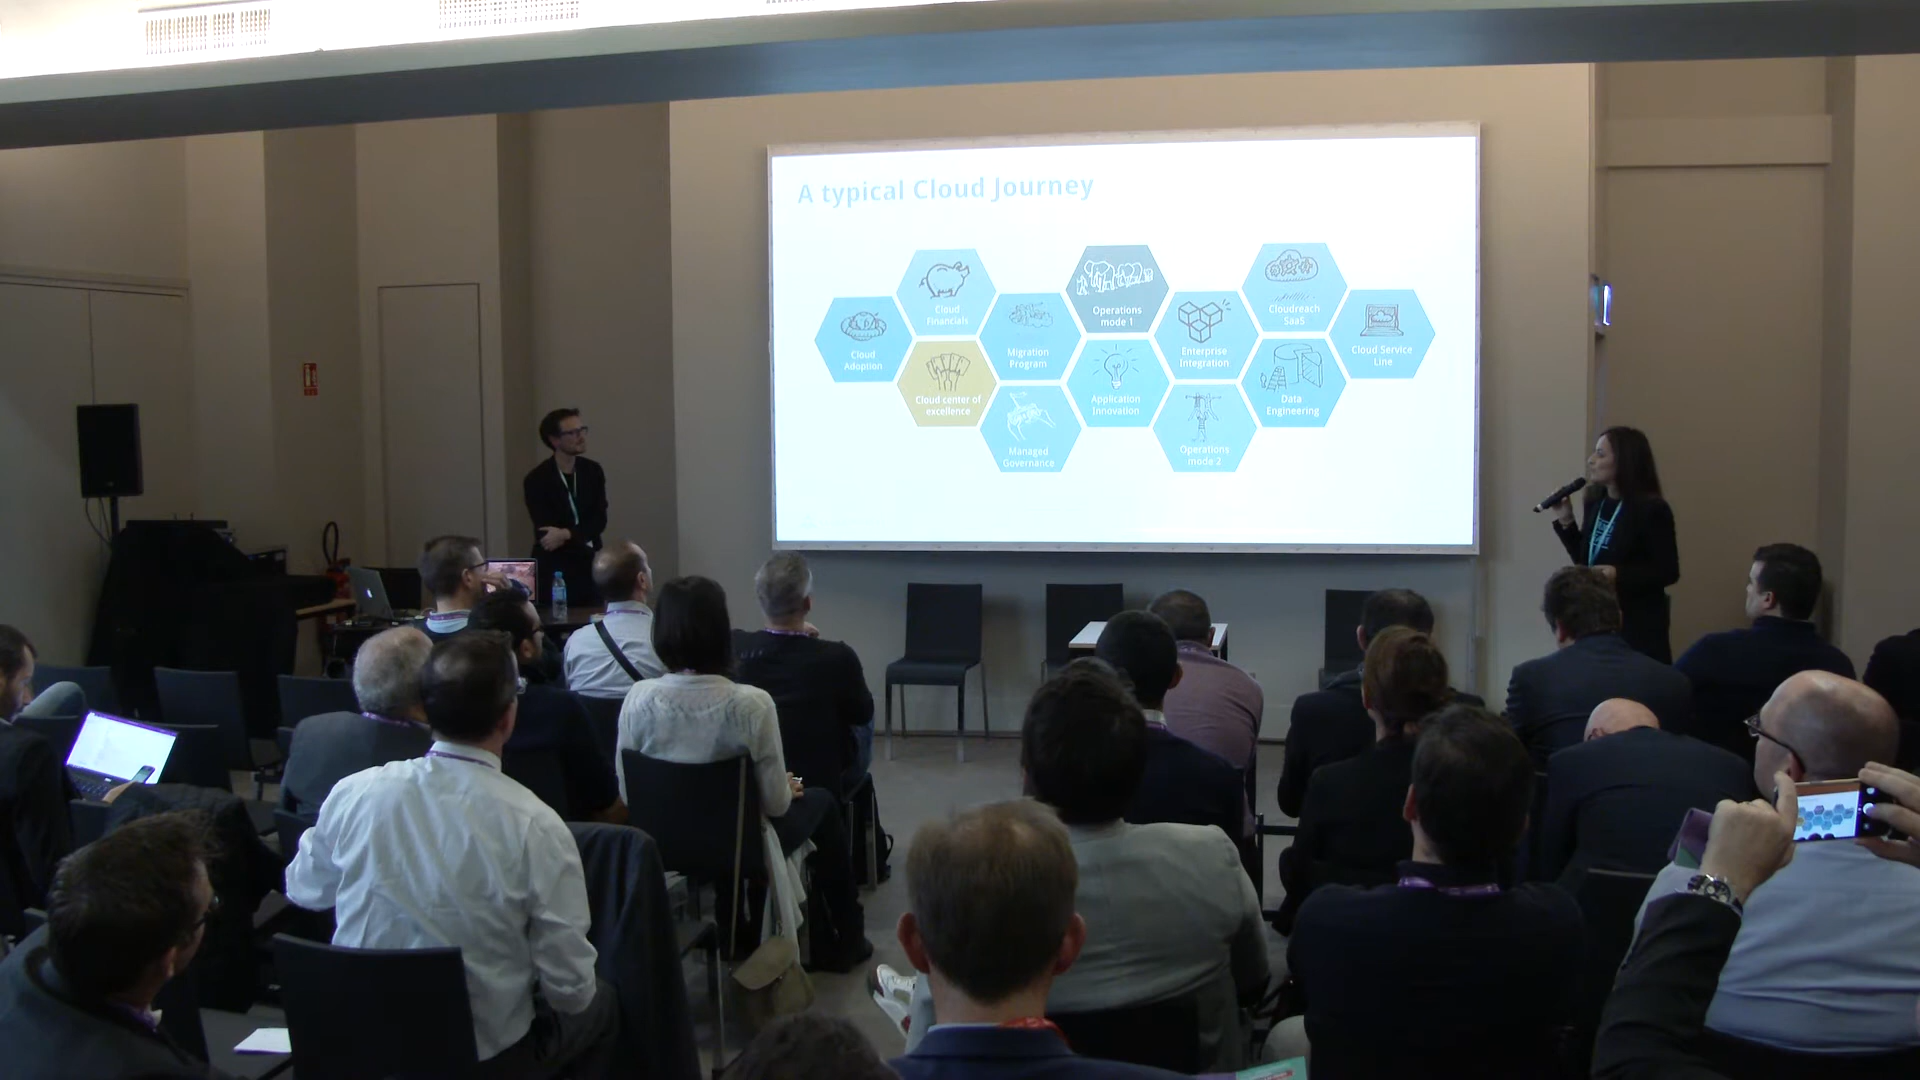 A typical Cloud Journey
Cloud
Adoption
Cloud
Financials
Cloud center of
excellence
Migration
Program
Managed
Governance
Operations
mode 1
Application
Innovation
Enterprise
Integration
Operations
mode 2
Cloudreach
SaaS
Data
Engineering
Cloud Service
Line